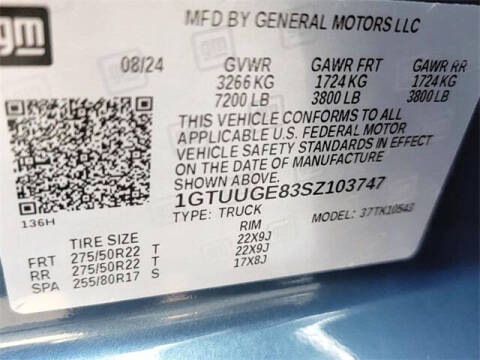 gm
MFD BY GENERAL MOTORS LLC
08/24 GVWR GAWR FRT GAWR RR
3266 KG 1724 KG 1724 KG
7200 LB 3800 LB 3800 LB
THIS VEHICLE CONFORMS TO ALL
APPLICABLE U.S. FEDERAL MOTOR
VEHICLE SAFETY STANDARDS IN EFFECT
ON THE DATE OF MANUFACTURE
SHOWN ABOVE.
1GTUUGE83SZ103747
136H
TYPE: TRUCK MODEL: 37TK10543
TIRE SIZE RIM
FRT 275/50R22 T 22X9J
RR 275/50R22 T 22X9J
SPA 255/80R17 S 17X8J